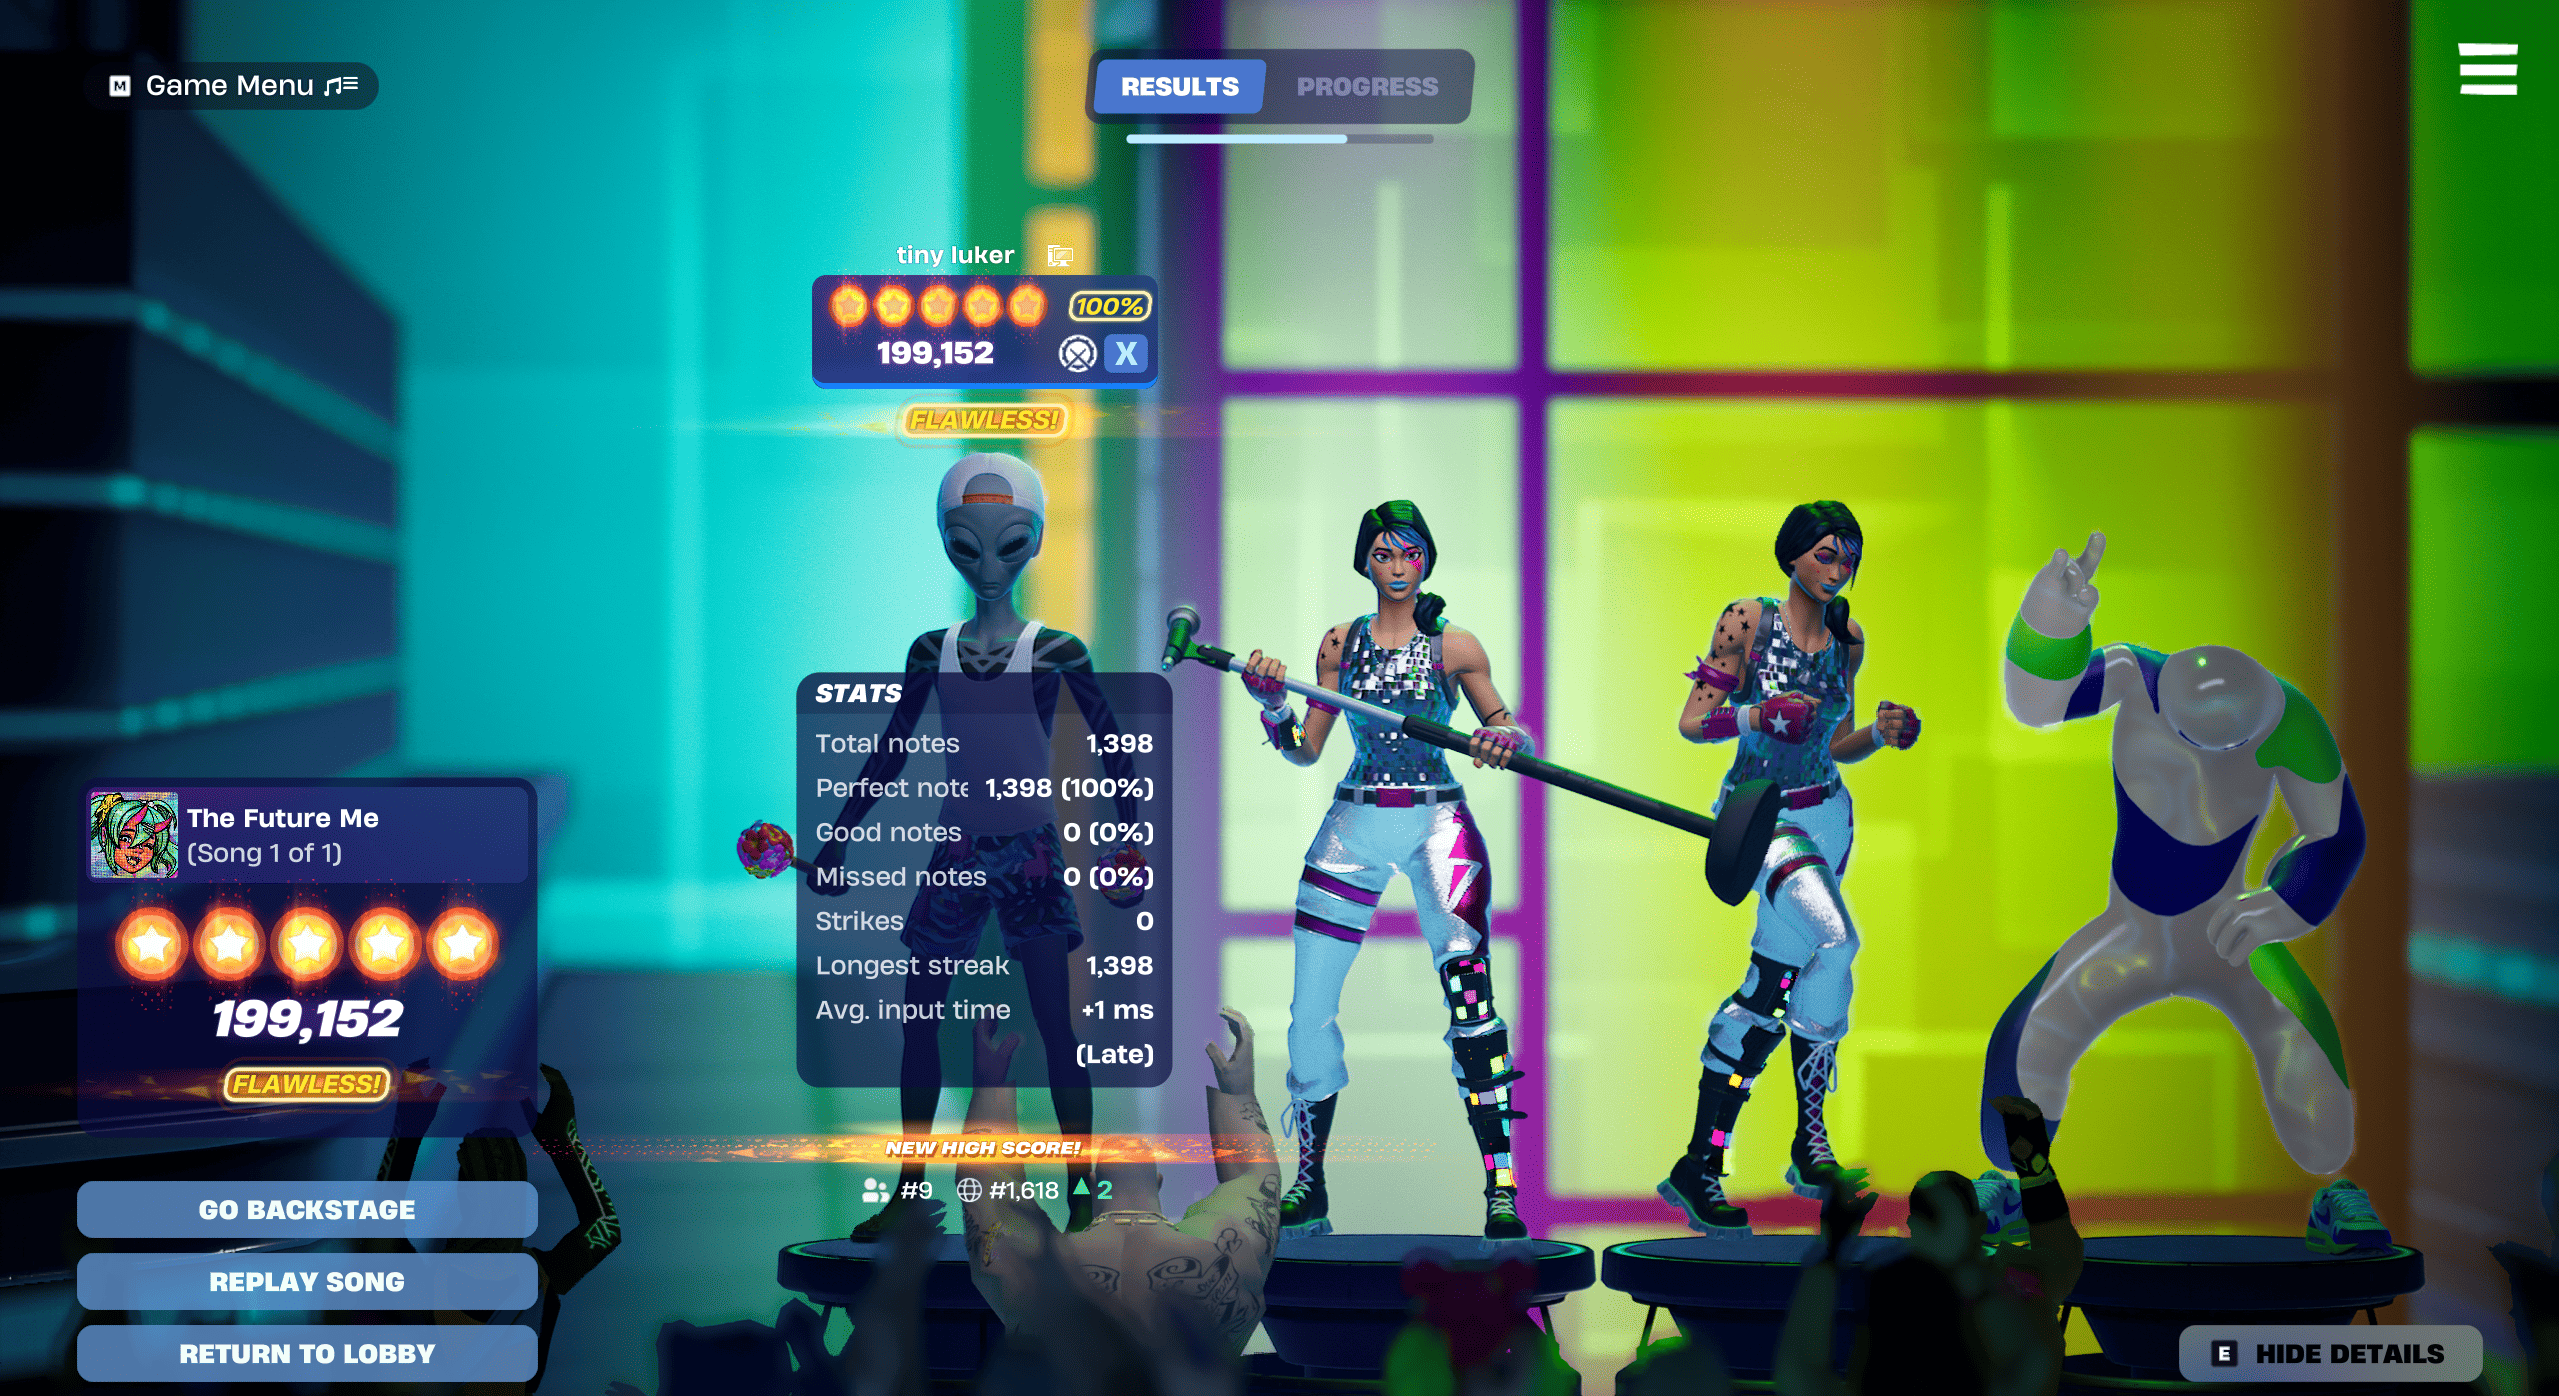 M Game Menu
RESULTS PROGRESS
tiny luker
100%
199,152 X
FLAWLESS!
STATS
Total notes 1,398
Perfect note 1,398 (100%)
Good notes 0 (0%)
Missed notes 0 (0%)
Strikes 0
Longest streak 1,398
Avg. input time +1 ms
(Late)
NEW HIGH SCORE!
#9 #1,618 2
The Future Me
(Song 1 of 1)
199,152
FLAWLESS!
GO BACKSTAGE
REPLAY SONG
RETURN TO LOBBY
E HIDE DETAILS